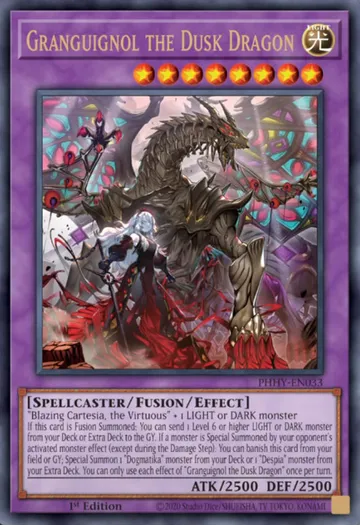 GRANGUIGNOL THE DUSK DRAGON
LIGHT
光
PHHY-EN033
[SPELLCASTER/FUSION/EFFECT]
"Blazing Cartesia, the Virtuous" + 1 LIGHT or DARK monster
If this card is Fusion Summoned: You can send 1 Level 6 or higher LIGHT or DARK monster
from your Deck or Extra Deck to the GY. If a monster is Special Summoned by your opponent's
activated monster effect (except during the Damage Step): You can banish this card from your
field or GY; Special Summon 1 "Dogmatika" monster from your Deck or 1 "Despia" monster from
your Extra Deck. You can only use each effect of "Granguignol the Dusk Dragon" once per turn.
ATK/2500 DEF/2500
1st Edition
©2020 Studio Dice/SHUEISHA, TV TOKYO, KONAMI